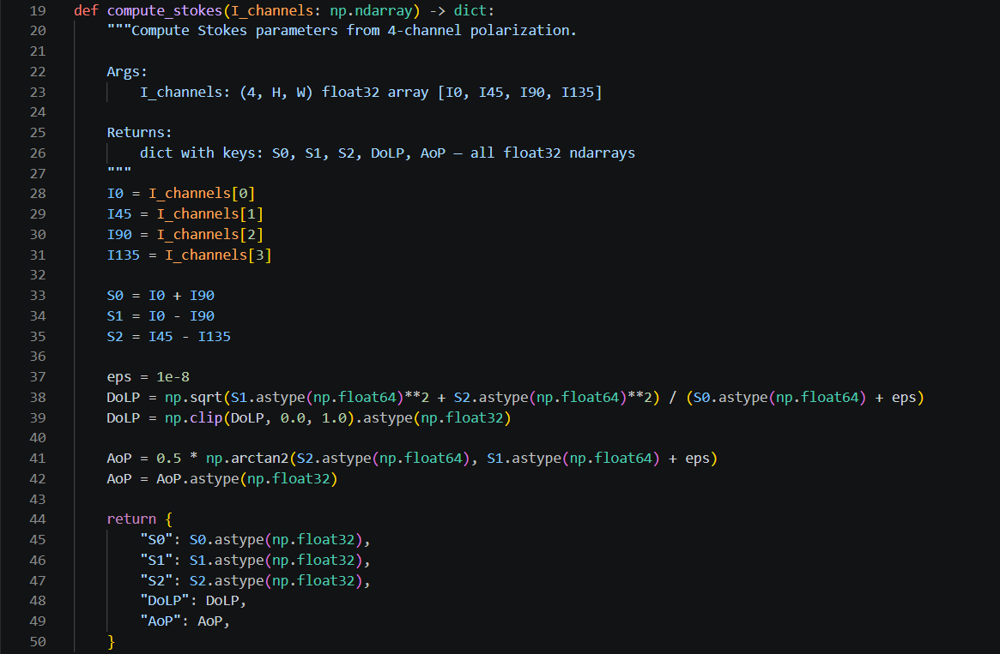 19 def compute_stokes(I_channels: np.ndarray) -> dict:
20     """Compute Stokes parameters from 4-channel polarization.
21
22     Args:
23         I_channels: (4, H, W) float32 array [I0, I45, I90, I135]
24
25     Returns:
26         dict with keys: S0, S1, S2, DoLP, AoP — all float32 ndarrays
27     """
28     I0 = I_channels[0]
29     I45 = I_channels[1]
30     I90 = I_channels[2]
31     I135 = I_channels[3]
32
33     S0 = I0 + I90
34     S1 = I0 - I90
35     S2 = I45 - I135
36
37     eps = 1e-8
38     DoLP = np.sqrt(S1.astype(np.float64)**2 + S2.astype(np.float64)**2) / (S0.astype(np.float64) + eps)
39     DoLP = np.clip(DoLP, 0.0, 1.0).astype(np.float32)
40
41     AoP = 0.5 * np.arctan2(S2.astype(np.float64), S1.astype(np.float64) + eps)
42     AoP = AoP.astype(np.float32)
43
44     return {
45         "S0": S0.astype(np.float32),
46         "S1": S1.astype(np.float32),
47         "S2": S2.astype(np.float32),
48         "DoLP": DoLP,
49         "AoP": AoP,
50     }